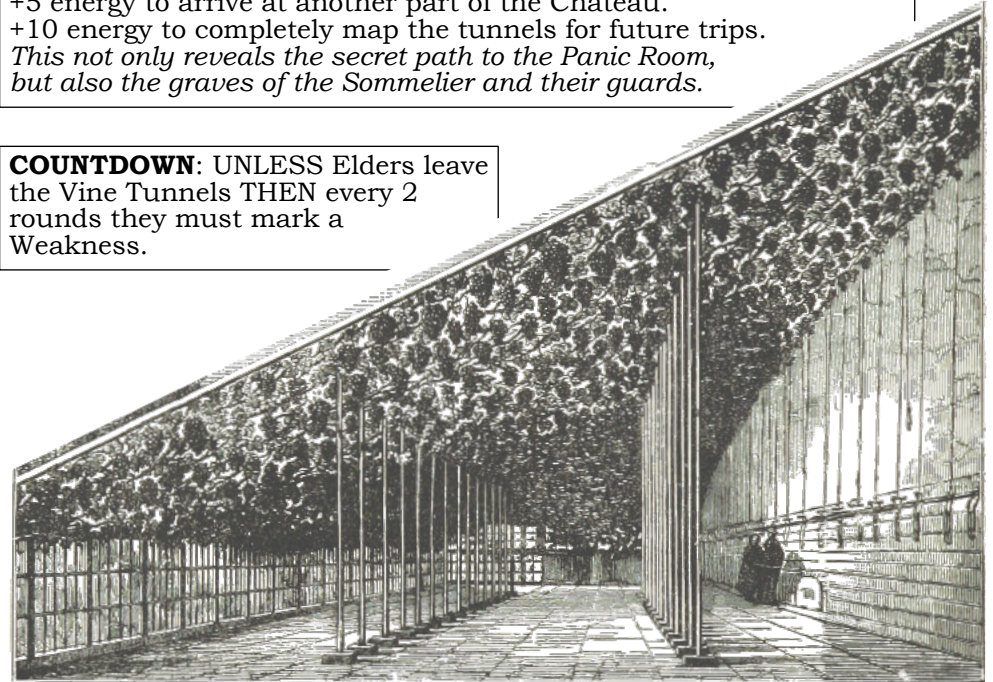 +5 energy to arrive at another part of the Chateau.
+10 energy to completely map the tunnels for future trips.
This not only reveals the secret path to the Panic Room,
but also the graves of the Sommelier and their guards.
COUNTDOWN: UNLESS Elders leave
the Vine Tunnels THEN every 2
rounds they must mark a
Weakness.